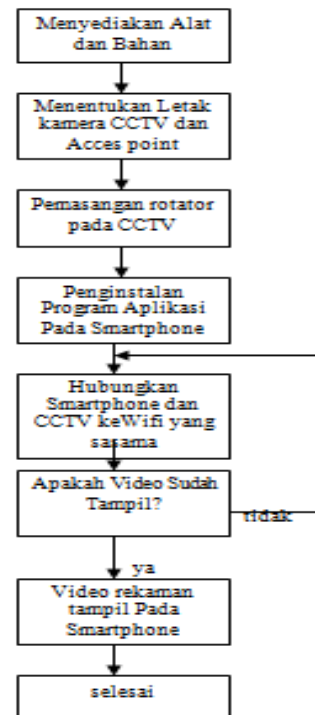 Menyediakan Alat
dan Bahan
Menentukan Letak
kamera CCTV dan
Acces point
Pemasangan rotator
pada CCTV
Penginstalan
Program Aplikasi
Pada Smartphone
Hubungkan
Smartphone dan
CCTV keWifi yang
sasama
Apakah Video Sudah
Tampil?
tidak
ya
Video rekaman
tampil Pada
Smartphone
selesai